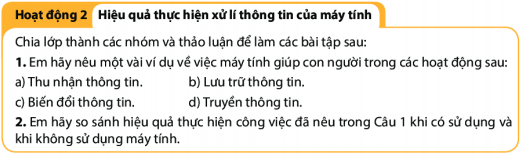 Hoạt động 2 Hiệu quả thực hiện xử lí thông tin của máy tính
Chia lớp thành các nhóm và thảo luận để làm các bài tập sau:
1. Em hãy nêu một vài ví dụ về việc máy tính giúp con người trong các hoạt động sau:
a) Thu nhận thông tin. b) Lưu trữ thông tin.
c) Biến đổi thông tin. d) Truyền thông tin.
2. Em hãy so sánh hiệu quả thực hiện công việc đã nêu trong Câu 1 khi có sử dụng và
khi không sử dụng máy tính.